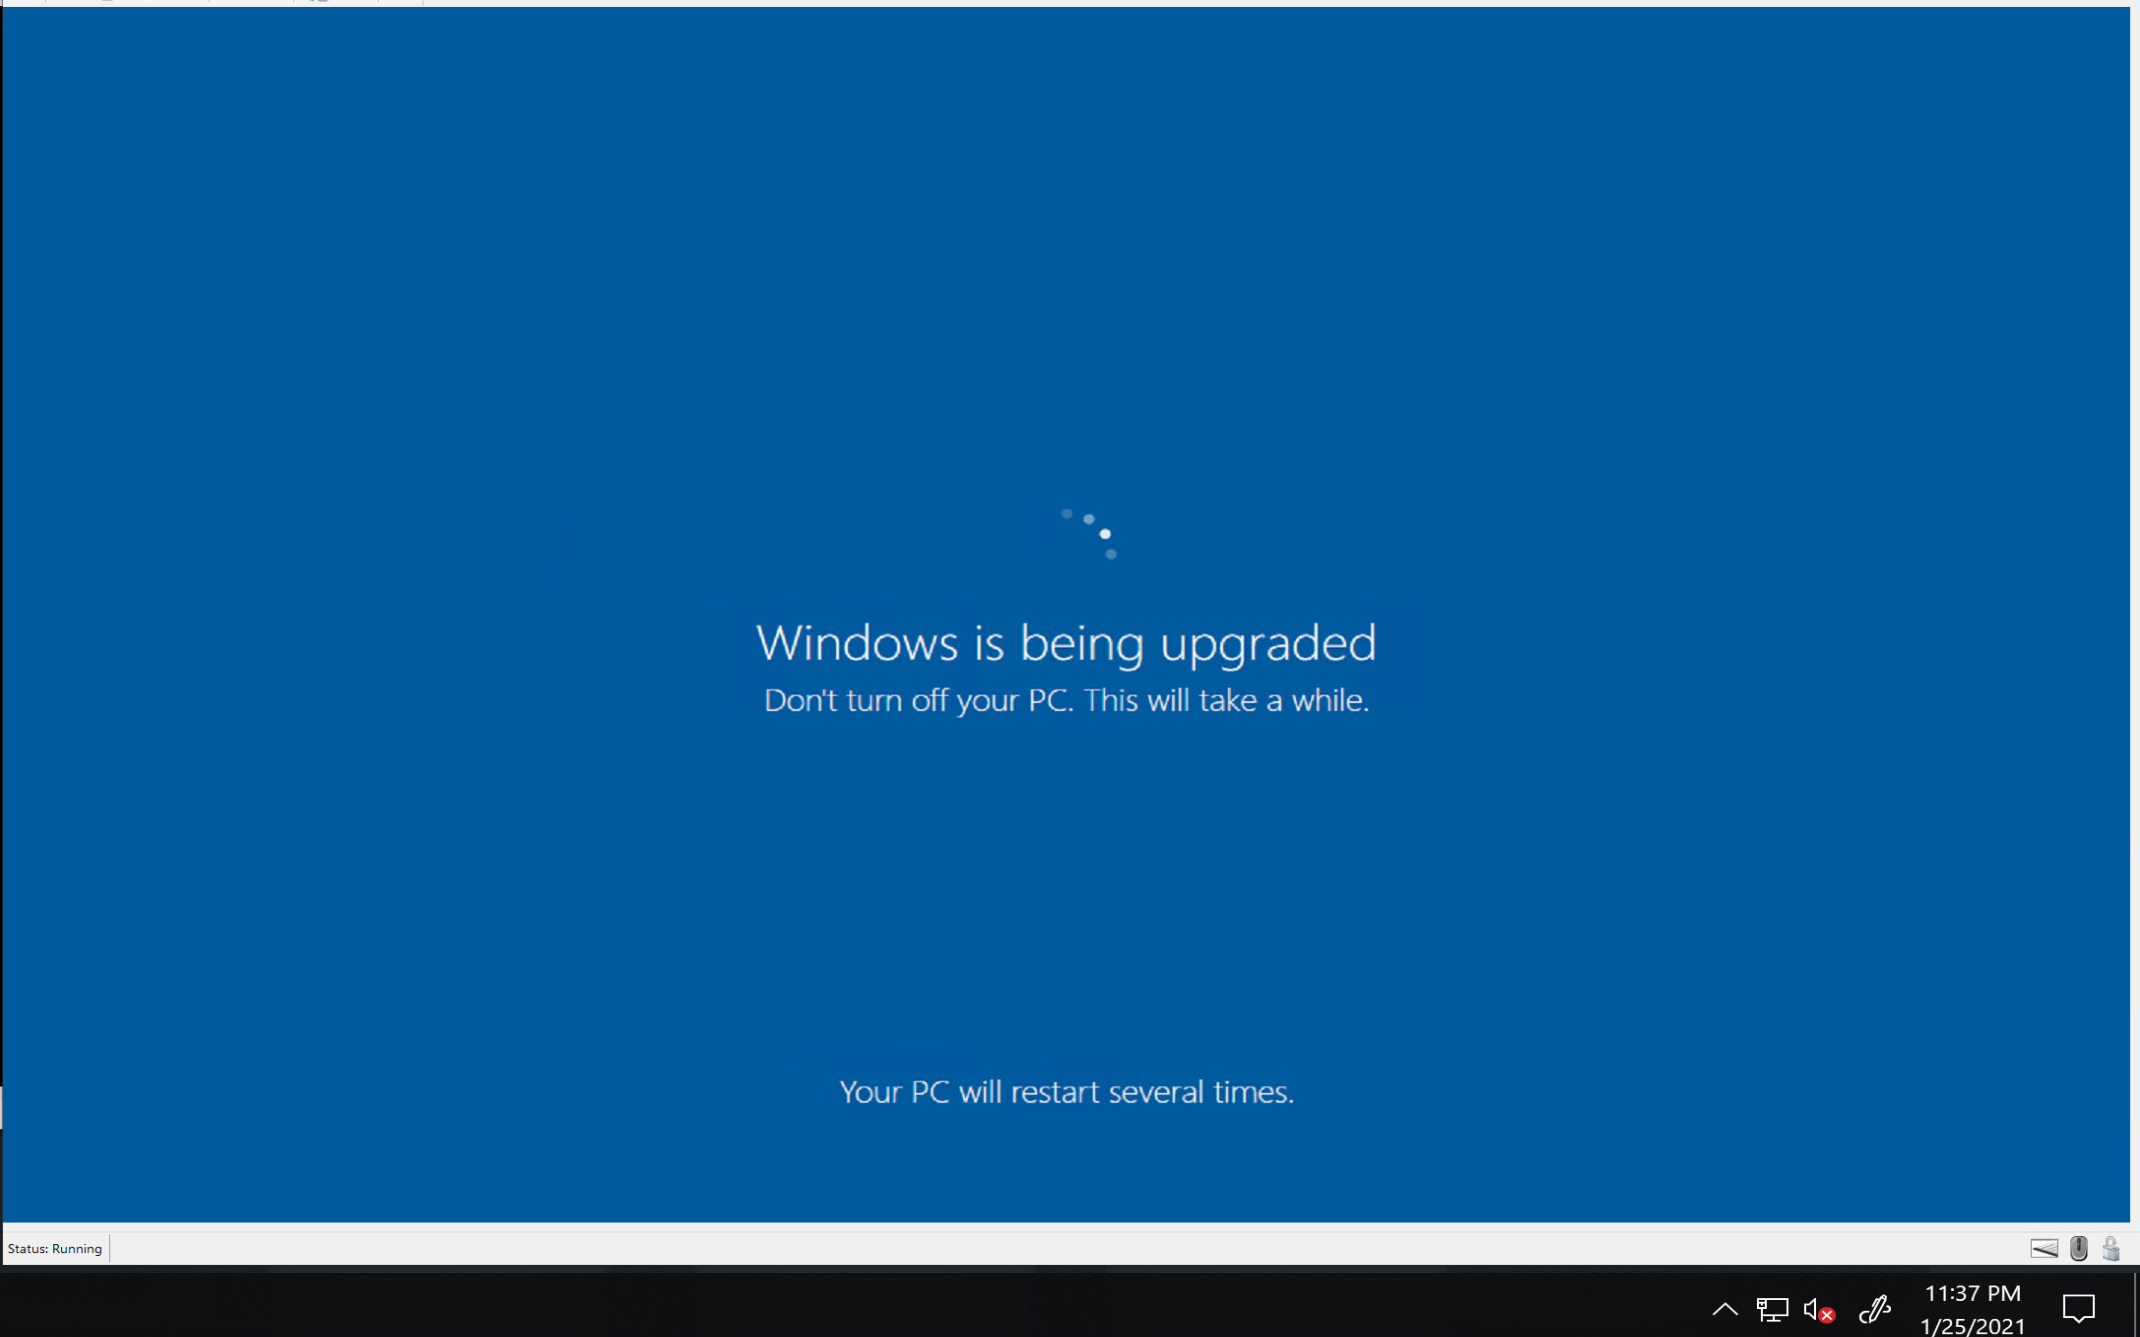 Windows is being upgraded
Don't turn off your PC. This will take a while.
Your PC will restart several times.
Status: Running
11:37 PM
1/25/2021